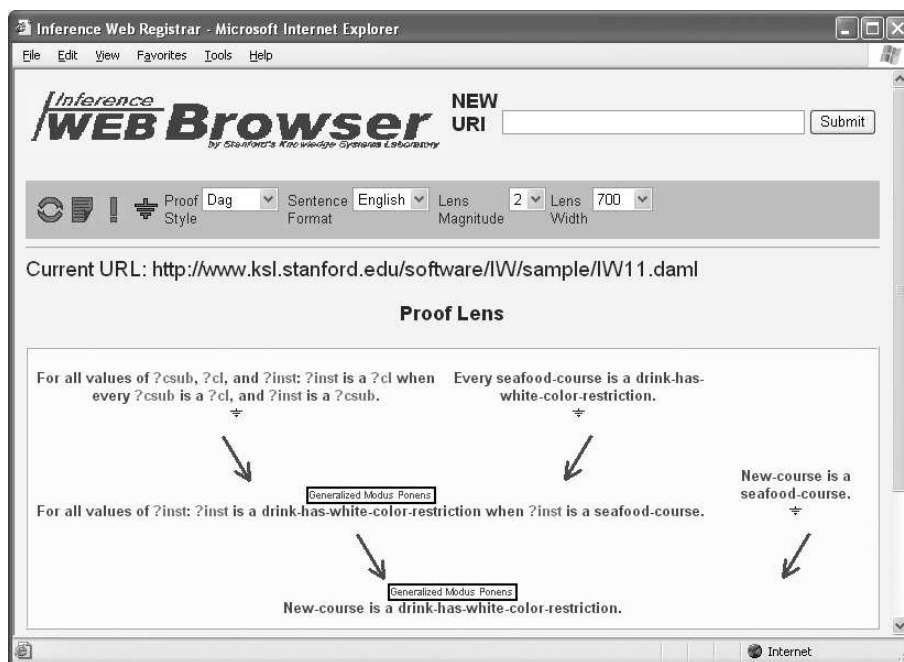 Inference Web Registrar - Microsoft Internet Explorer
File Edit View Favorites Tools Help
Inference
WEB Browser
by Stanford's Knowledge Systems Laboratory
NEW
URI
Submit
Proof Style Dag Sentence Format English Lens Magnitude 2 Lens Width 700
Current URL: http://www.ksl.stanford.edu/software/IW/sample/IW11.daml
Proof Lens
For all values of ?csub, ?cl, and ?inst: ?inst is a ?cl when
every ?csub is a ?cl, and ?inst is a ?csub.
Every seafood-course is a drink-has-
white-color-restriction.
New-course is a
seafood-course.
Generalized Modus Ponens
For all values of ?inst: ?inst is a drink-has-white-color-restriction when ?inst is a seafood-course.
Generalized Modus Ponens
New-course is a drink-has-white-color-restriction.
Internet